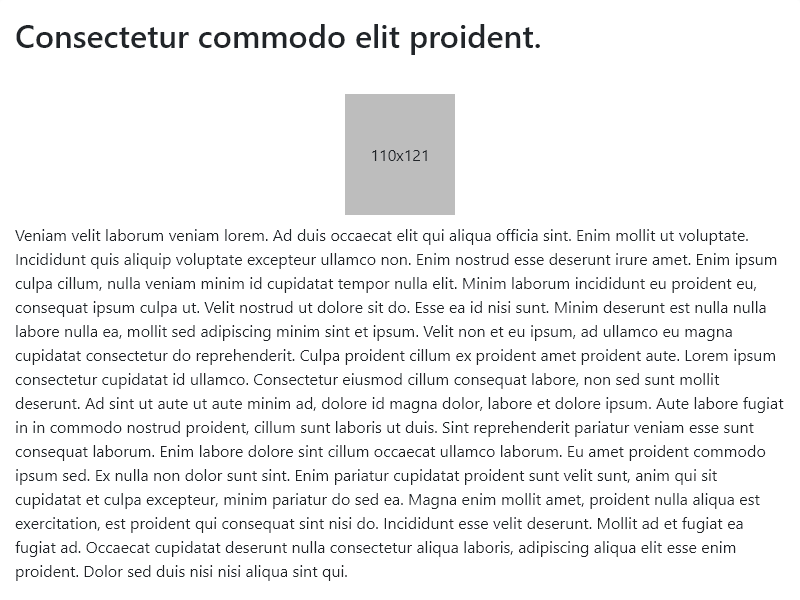 Consectetur commodo elit proident.
110x121
Veniam velit laborum veniam lorem. Ad duis occaecat elit qui aliqua officia sint. Enim mollit ut voluptate.
Incididunt quis aliquip voluptate excepteur ullamco non. Enim nostrud esse deserunt irure amet. Enim ipsum
culpa cillum, nulla veniam minim id cupidatat tempor nulla elit. Minim laborum incididunt eu proident eu,
consequat ipsum culpa ut. Velit nostrud ut dolore sit do. Esse ea id nisi sunt. Minim deserunt est nulla nulla
labore nulla ea, mollit sed adipiscing minim sint et ipsum. Velit non et eu ipsum, ad ullamco eu magna
cupidatat consectetur do reprehenderit. Culpa proident cillum ex proident amet proident aute. Lorem ipsum
consectetur cupidatat id ullamco. Consectetur eiusmod cillum consequat labore, non sed sunt mollit
deserunt. Ad sint ut aute ut aute minim ad, dolore id magna dolor, labore et dolore ipsum. Aute labore fugiat
in in commodo nostrud proident, cillum sunt laboris ut duis. Sint reprehenderit pariatur veniam esse sunt
consequat laborum. Enim labore dolore sint cillum occaecat ullamco laborum. Eu amet proident commodo
ipsum sed. Ex nulla non dolor sunt sint. Enim pariatur cupidatat proident sunt velit sunt, anim qui sit
cupidatat et culpa excepteur, minim pariatur do sed ea. Magna enim mollit amet, proident nulla aliqua est
exercitation, est proident qui consequat sint nisi do. Incididunt esse velit deserunt. Mollit ad et fugiat ea
fugiat ad. Occaecat cupidatat deserunt nulla consectetur aliqua laboris, adipiscing aliqua elit esse enim
proident. Dolor sed duis nisi nisi aliqua sint qui.